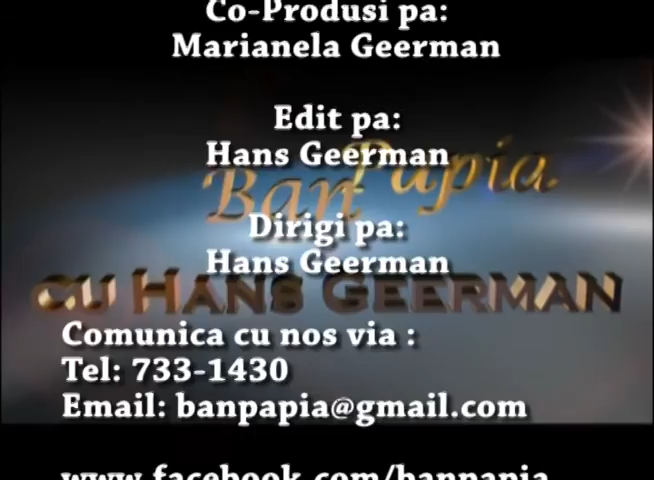 Co-Produsi pa:
Marianela Geerman
Edit pa:
Hans Geerman
Ban Papia
Dirigi pa:
Hans Geerman
CU HANS GEERMAN
Comunica cu nos via :
Tel: 733-1430
Email: banpapia@gmail.com
www.facebook.com/banpapia